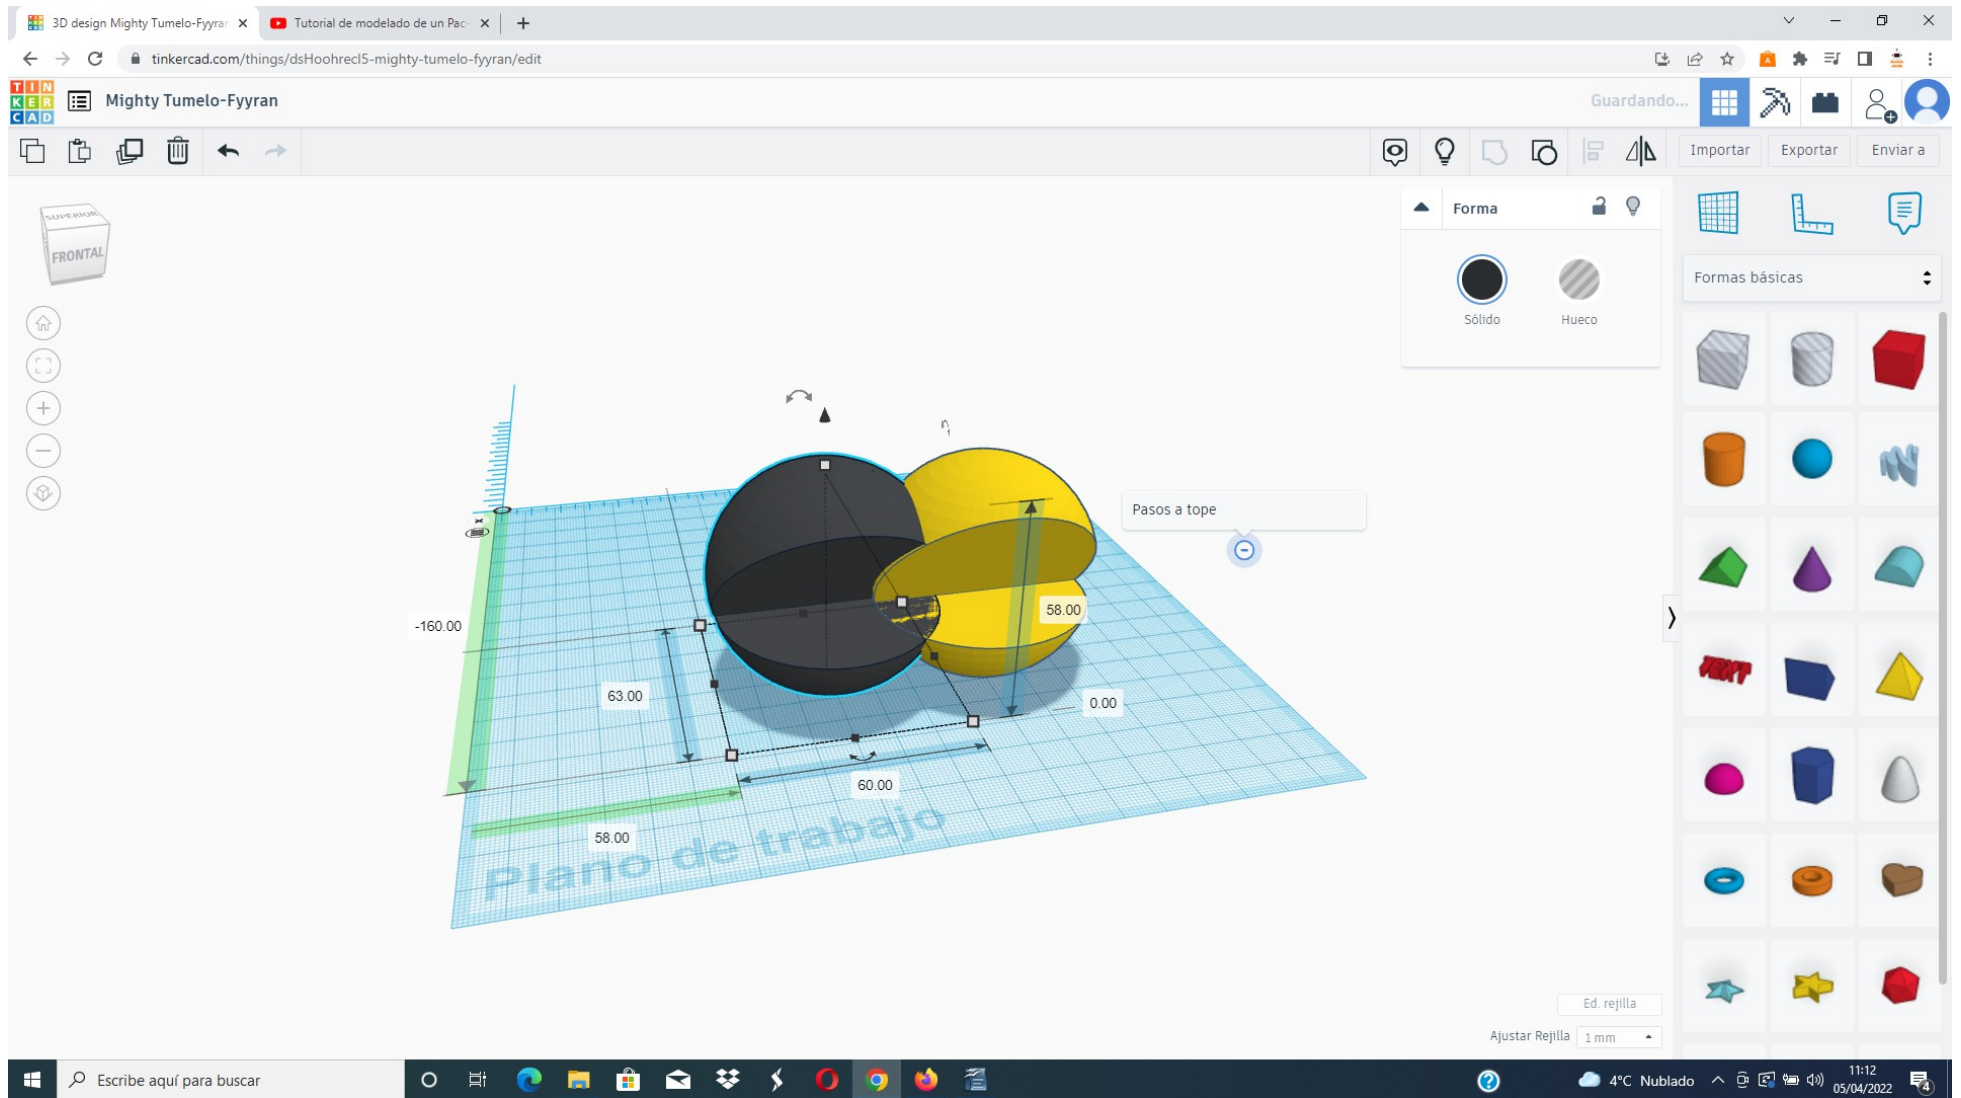 3D design Mighty Tumelo-Fyyran
Tutorial de modelado de un Pac-
tinkercad.com/things/dsHoohrecl5-mighty-tumelo-fyyran/edit
TIN
KER
CAD
Mighty Tumelo-Fyyran
Guardando...
Importar
Exportar
Enviar a
SUPERIOR
FRONTAL
Forma
Sólido
Hueco
Formas básicas
TEXT
Pasos a tope
-160.00
58.00
63.00
0.00
60.00
58.00
Plano de trabajo
Ed. rejilla
Ajustar Rejilla
1 mm
Escribe aquí para buscar
4°C Nublado
11:12
05/04/2022
4